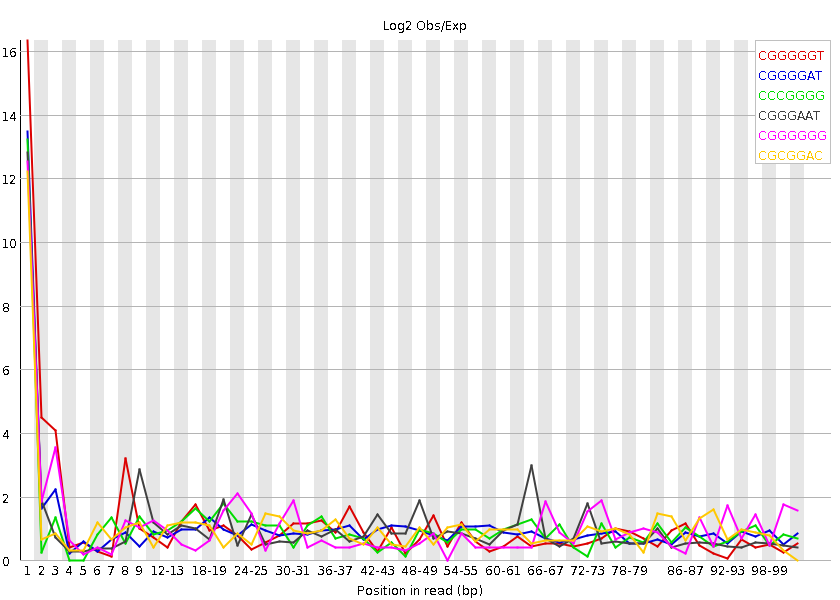 Log2 Obs/Exp
16
14
12
10
8
6
4
2
0
CGGGGGT
CGGGGAT
CCCGGGG
CGGGAAT
CGGGGGG
CGCGGAC
1 2 3 4 5 6 7 8 9 12-13 18-19 24-25 30-31 36-37 42-43 48-49 54-55 60-61 66-67 72-73 78-79 86-87 92-93 98-99
Position in read (bp)